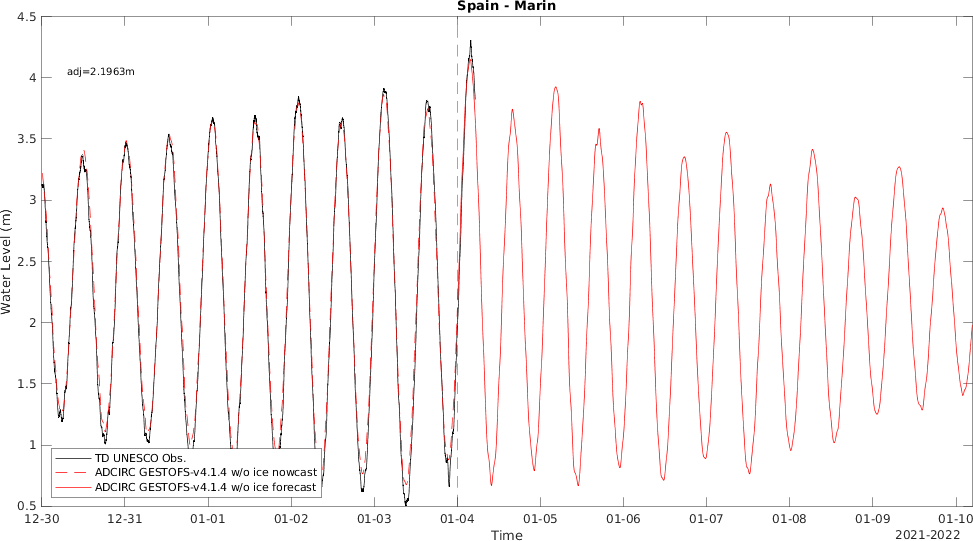 Spain - Marin
4.5
4
3.5
3
2.5
2
1.5
1
0.5
Water Level (m)
adj=2.1963m
TD UNESCO Obs.
ADCIRC GESTOFS-v4.1.4 w/o ice nowcast
ADCIRC GESTOFS-v4.1.4 w/o ice forecast
12-30 12-31 01-01 01-02 01-03 01-04 01-05 01-06 01-07 01-08 01-09 01-10
Time
2021-2022